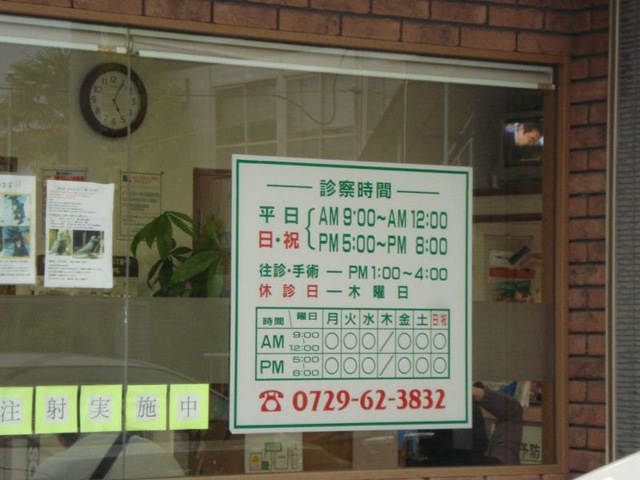 診察時間
平日 AM 9:00~AM 12:00
日・祝 PM 5:00~PM 8:00
往診・手術 ― PM 1:00~4:00
休診日 ― 木曜日
時間\曜日 月 火 水 木 金 土 日祝
AM 9:00~12:00 ○ ○ ○ / ○ ○ ○
PM 5:00~8:00 ○ ○ ○ / ○ ○ ○
☎ 0729-62-3832
注射実施中
予防